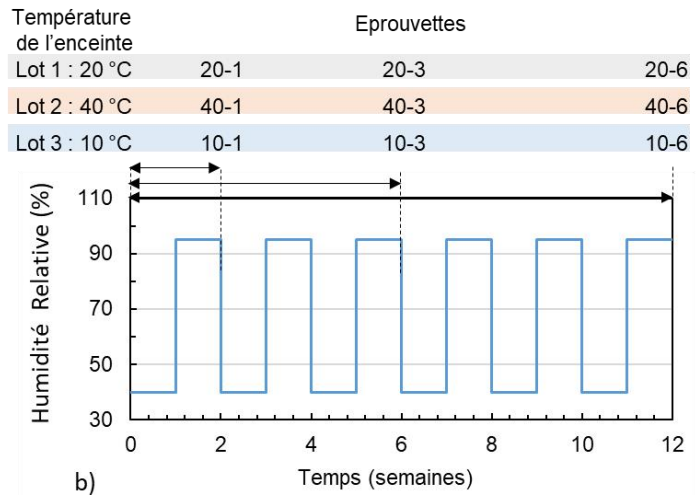 Température de l'enceinte Eprouvettes
Lot 1 : 20 °C 20-1 20-3 20-6
Lot 2 : 40 °C 40-1 40-3 40-6
Lot 3 : 10 °C 10-1 10-3 10-6
Humidité Relative (%)
110
90
70
50
30
0 2 4 6 8 10 12
Temps (semaines)
b)